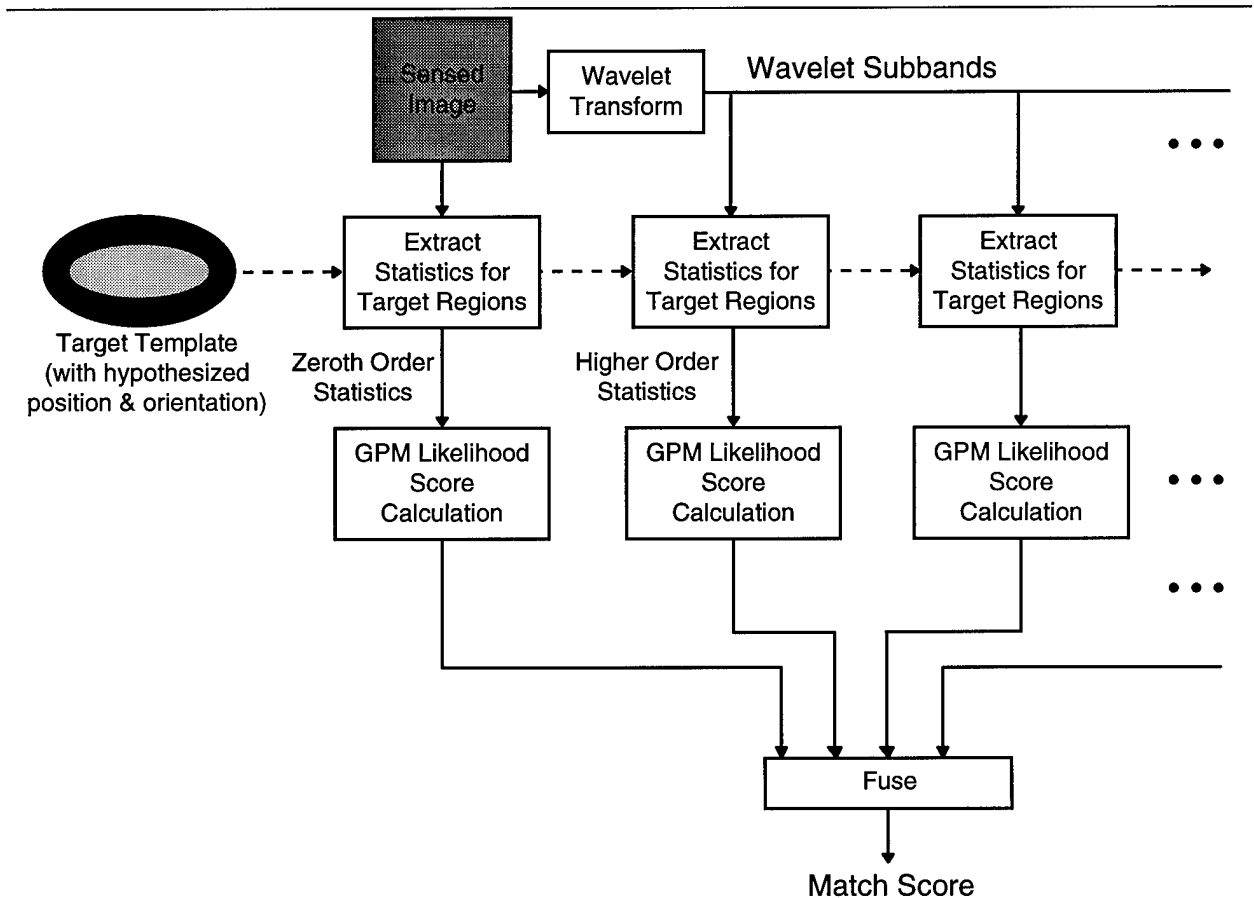 Sensed
Image
Wavelet
Transform
Wavelet Subbands
Extract
Statistics for
Target Regions
Extract
Statistics for
Target Regions
Extract
Statistics for
Target Regions
Target Template
(with hypothesized
position & orientation)
Zeroth Order
Statistics
Higher Order
Statistics
GPM Likelihood
Score
Calculation
GPM Likelihood
Score
Calculation
GPM Likelihood
Score
Calculation
Fuse
Match Score